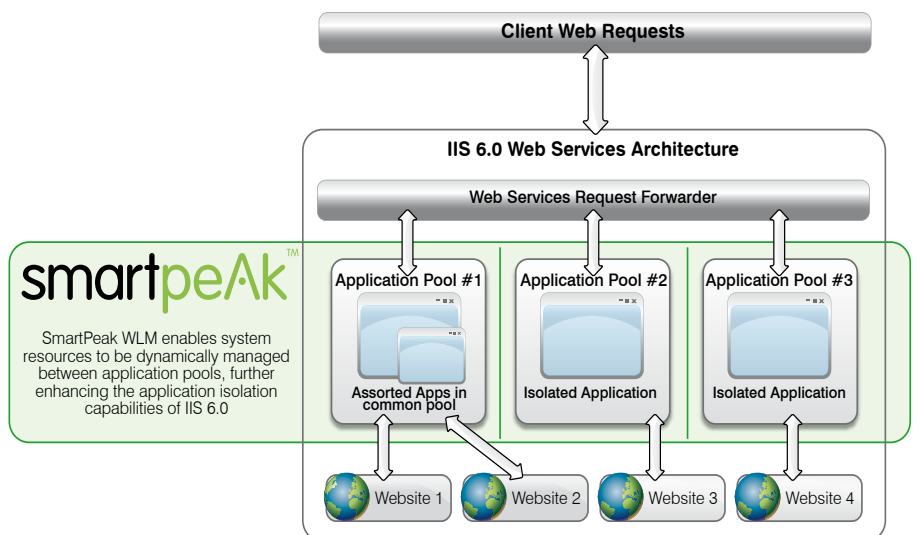 Client Web Requests
IIS 6.0 Web Services Architecture
Web Services Request Forwarder
smartpeAk™
SmartPeak WLM enables system
resources to be dynamically managed
between application pools, further
enhancing the application isolation
capabilities of IIS 6.0
Application Pool #1
Assorted Apps in
common pool
Application Pool #2
Isolated Application
Application Pool #3
Isolated Application
Website 1
Website 2
Website 3
Website 4